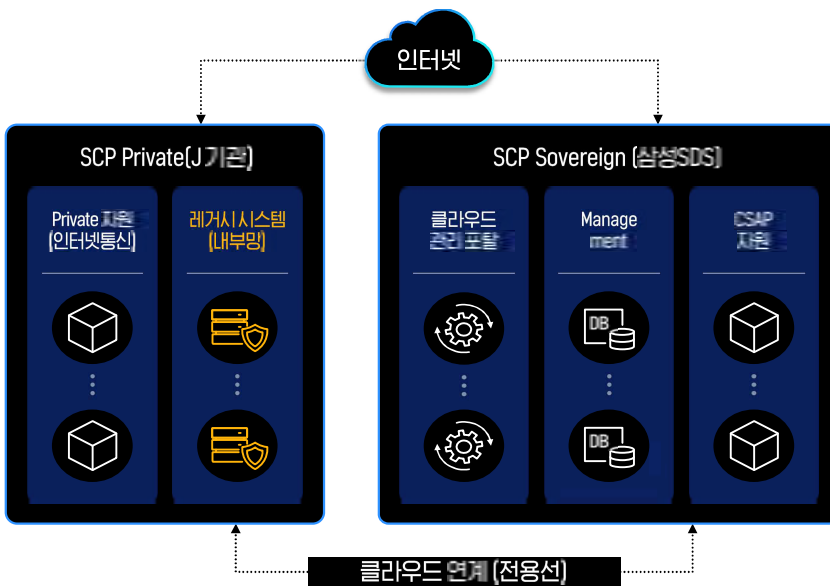 인터넷
SCP Private(J 기관)
SCP Sovereign (삼성SDS)
Private 자원
(인터넷통신)
레거시 시스템
(내부망)
클라우드
관리 포탈
Manage
ment
CSAP
자원
DB
DB
클라우드 연계 (전용선)